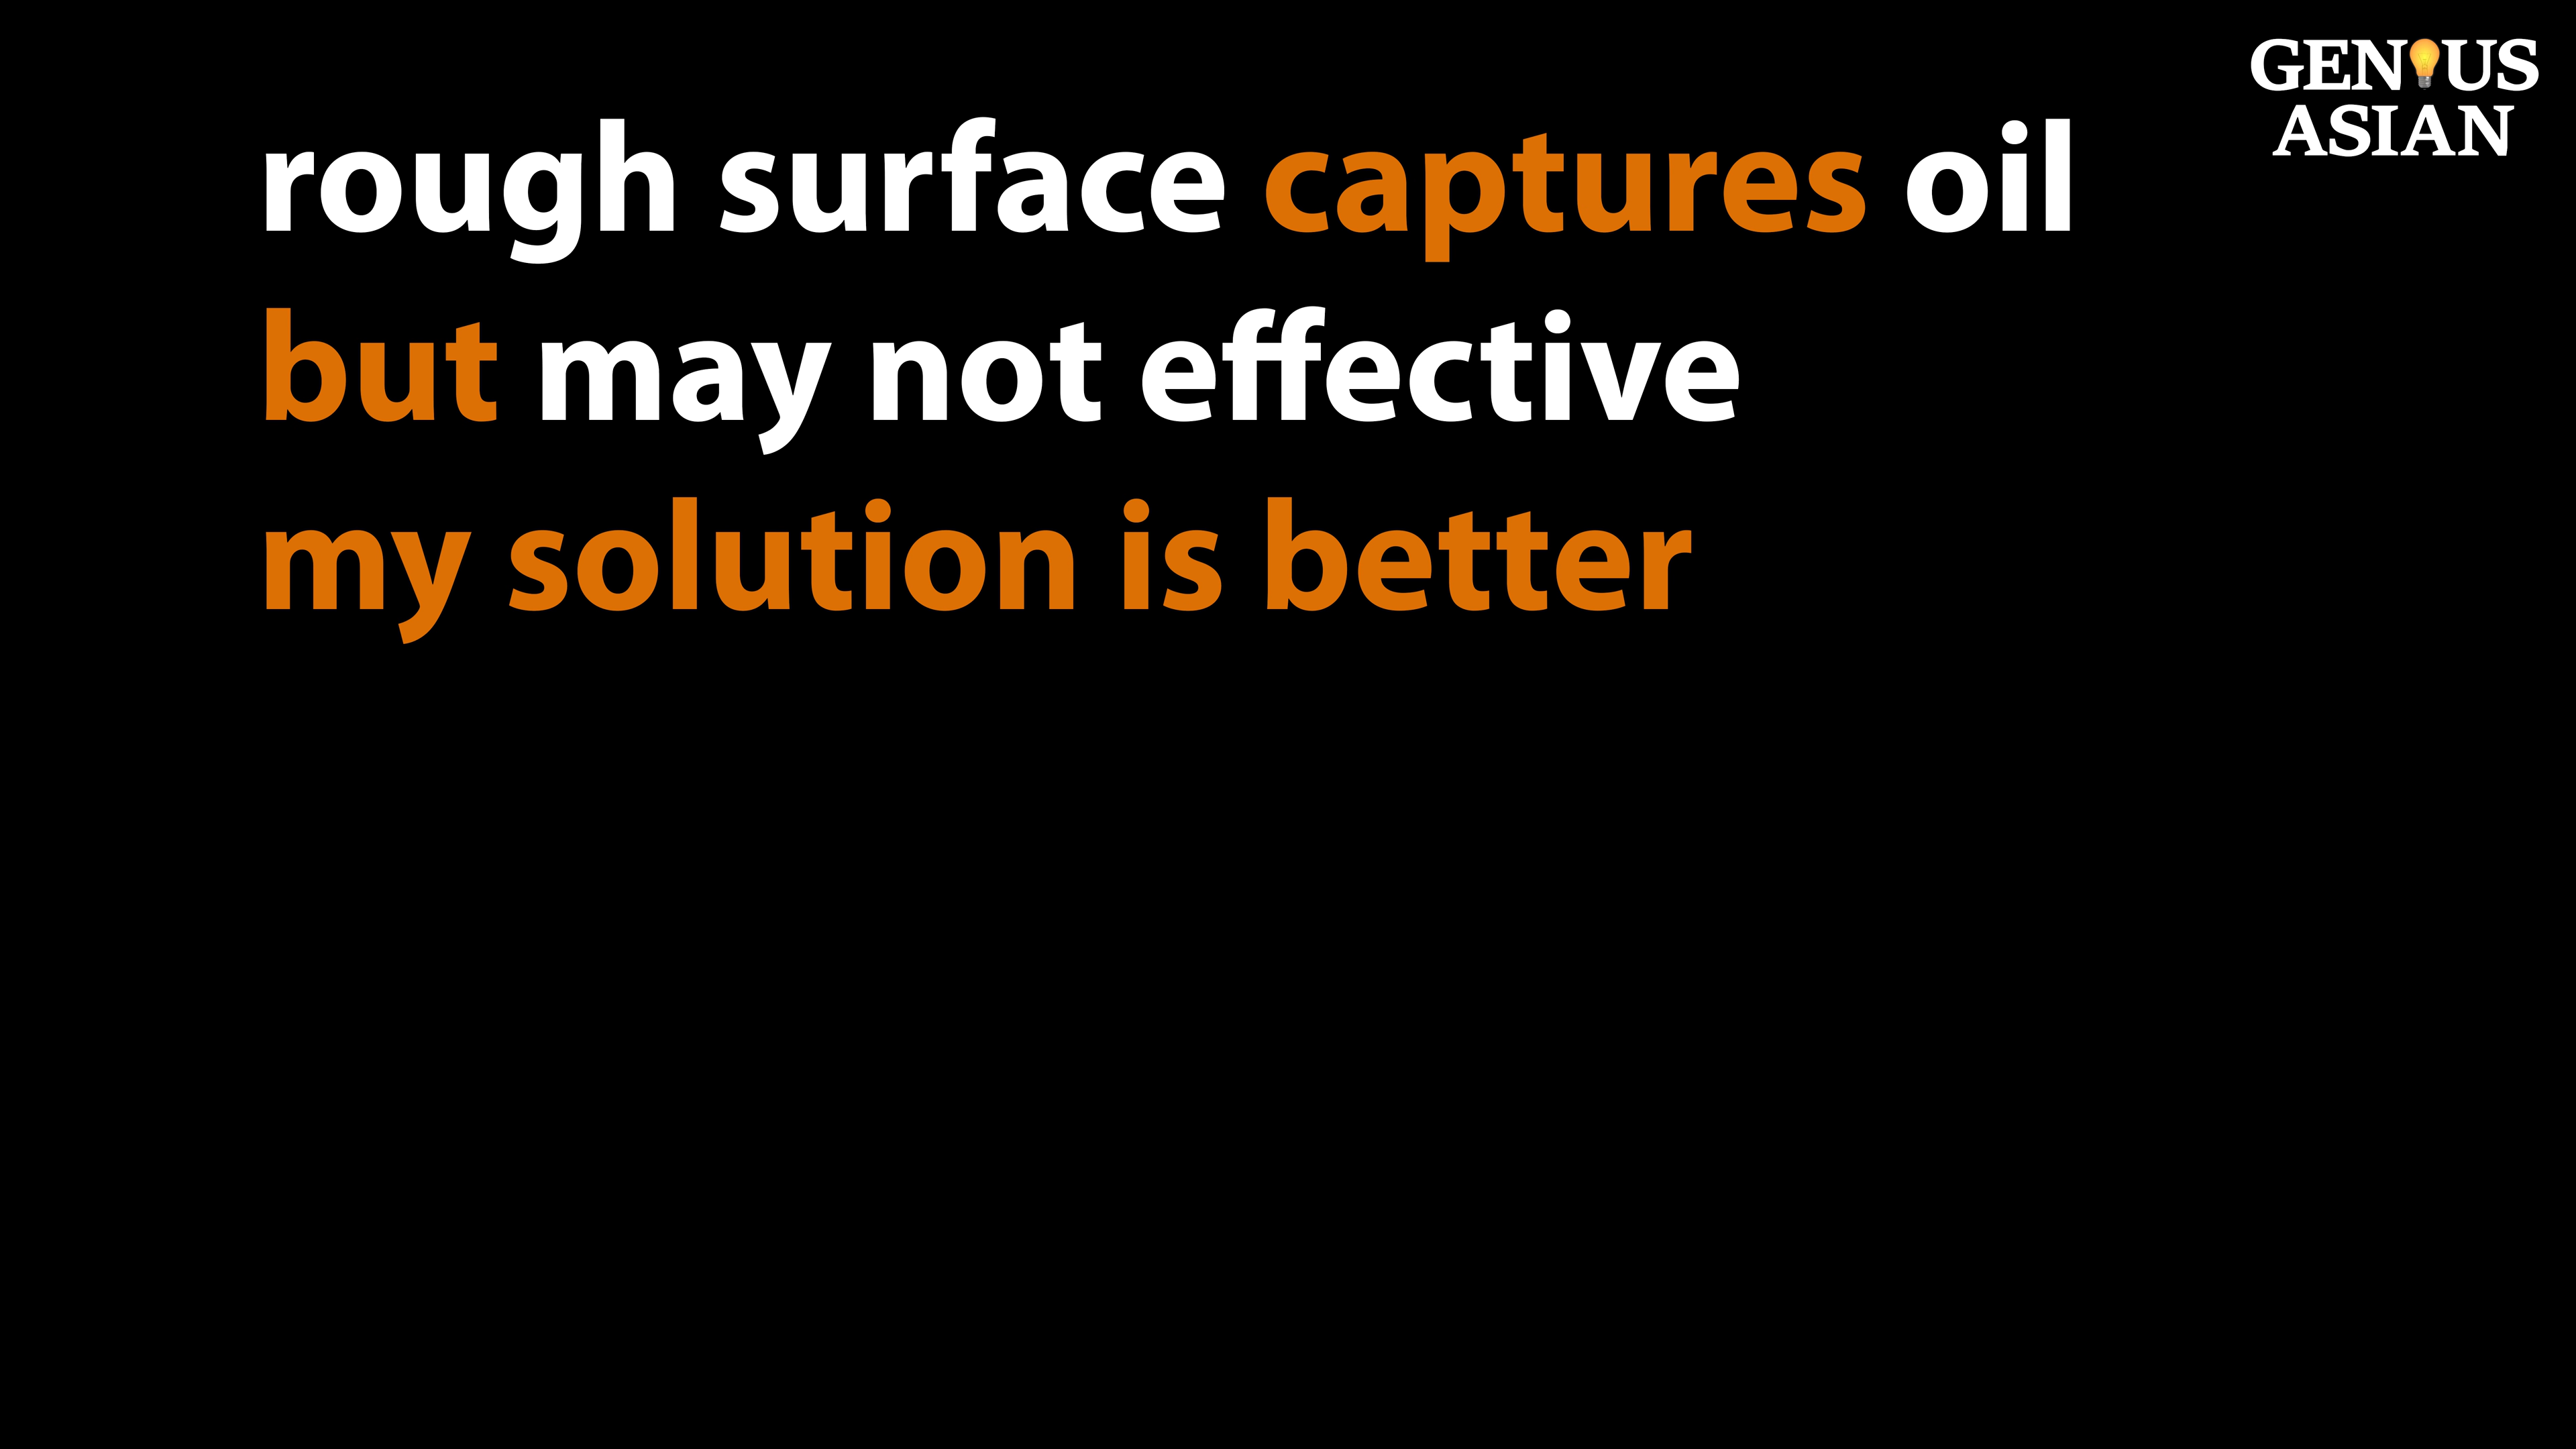 rough surface captures oil
but may not effective
my solution is better
GENIUS
ASIAN